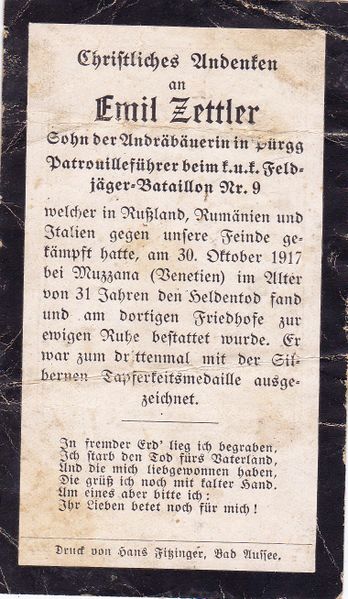 Christliches Andenken
an
Emil Zettler
Sohn der Andräbäuerin in Pürgg
Patrouilleführer beim k.u.k. Feld-
jäger-Bataillon Nr. 9
welcher in Rußland, Rumänien und
Italien gegen unsere Feinde ge-
kämpft hatte, am 30. Oktober 1917
bei Muzzana (Venetien) im Alter
von 31 Jahren den Heldentod fand
und am dortigen Friedhofe zur
ewigen Ruhe bestattet wurde. Er
war zum drittenmal mit der Sil-
bernen Tapferkeitsmedaille ausge-
zeichnet.
In fremder Erd' lieg ich begraben,
Ich starb den Tod fürs Vaterland,
Und die mich liebgewonnen haben,
Die grüß ich noch mit kalter Hand.
Um eines aber bitte ich:
Ihr Lieben betet noch für mich!
Druck von Hans Fitzinger, Bad Aussee.